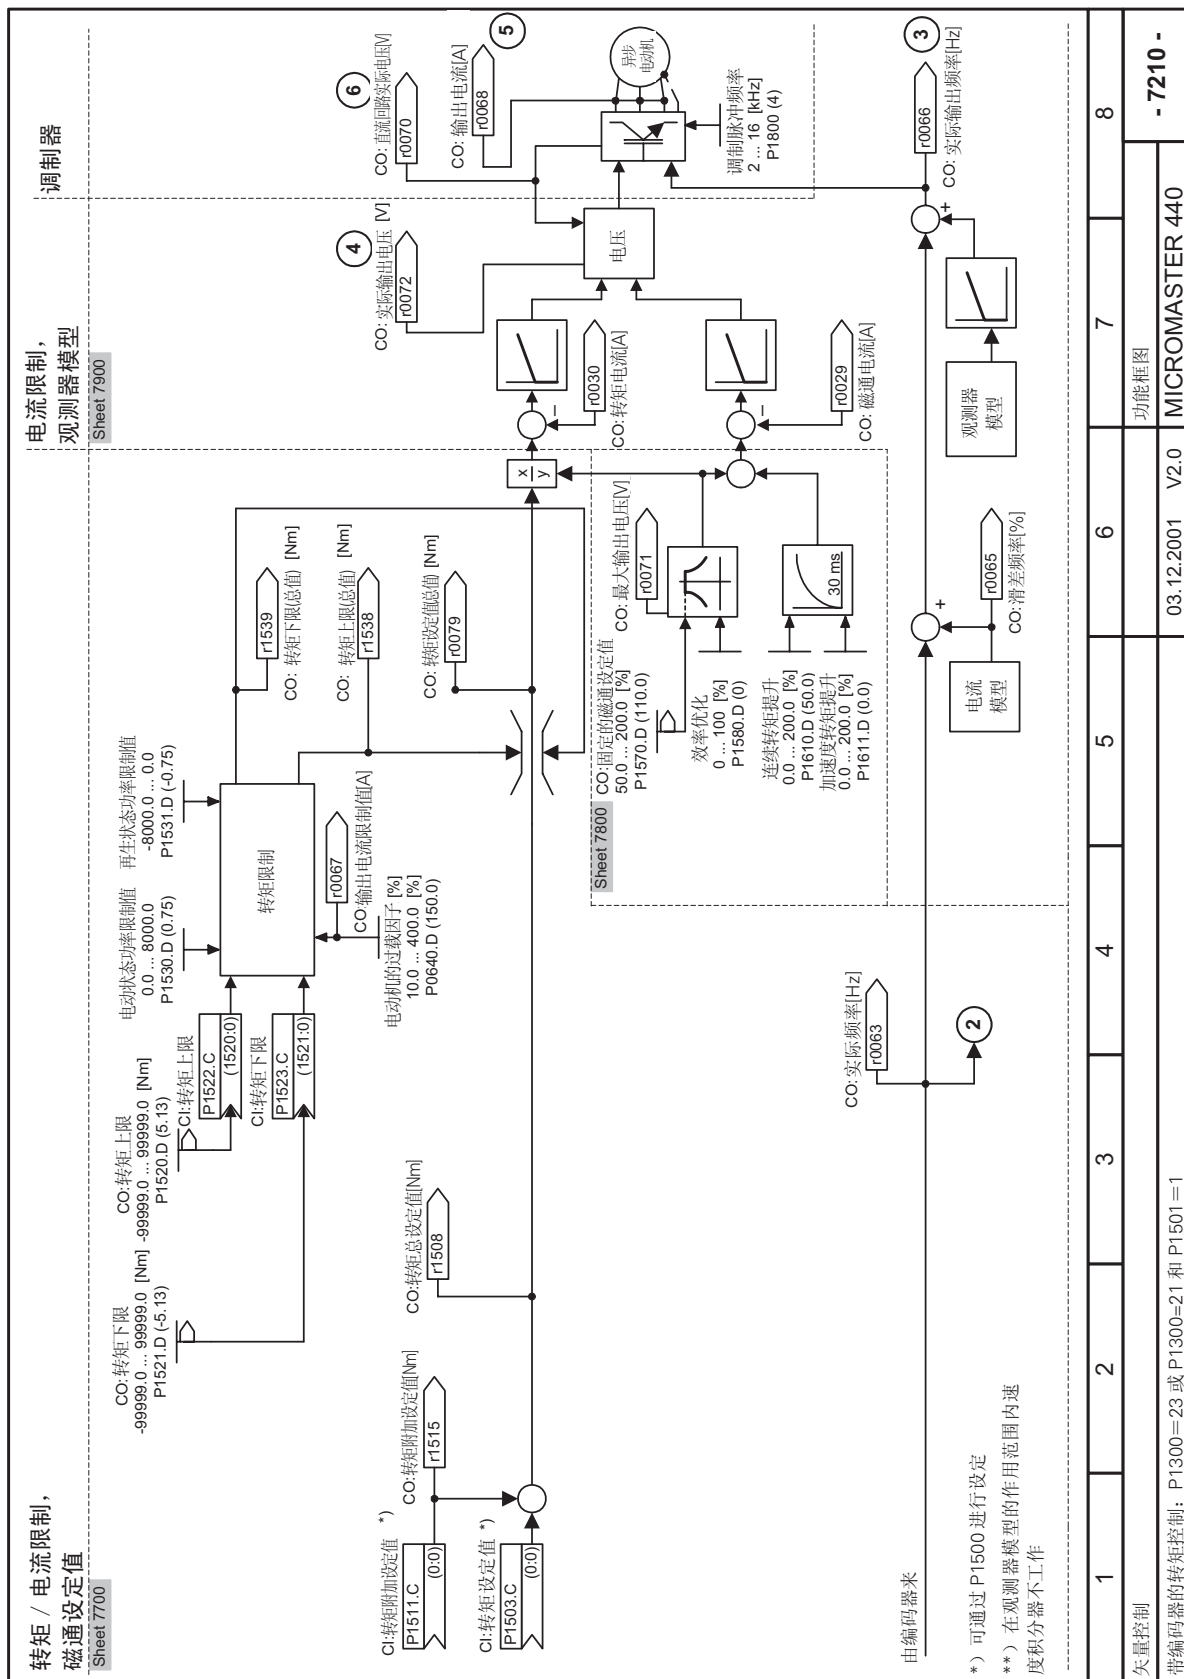 转矩 / 电流限制，
磁通设定值
Sheet 7700
电流限制，
观测器模型
Sheet 7900
调制器
CO:转矩下限
-99999.0 ... 99999.0 [Nm]
P1521.D (-5.13)
CO:转矩上限
-99999.0 ... 99999.0 [Nm]
P1520.D (5.13)
CI:转矩上限
P1522.C
(1520:0)
CI:转矩下限
P1523.C
(1521:0)
电动状态功率限制值
0.0 ... 8000.0
P1530.D (0.75)
再生状态功率限制值
-8000.0 ... 0.0
P1531.D (-0.75)
转矩限制
r0067
CO:输出电流限制值[A]
电动机的过载因子 [%]
10.0 ... 400.0 [%]
P0640.D (150.0)
r1539
CO: 转矩下限(总值) [Nm]
r1538
CO: 转矩上限(总值) [Nm]
r0079
CO: 转矩设定值(总值) [Nm]
CI:转矩附加设定值 *)
P1511.C
(0:0)
CO:转矩附加设定值[Nm]
r1515
CI:转矩设定值 *)
P1503.C
(0:0)
CO:转矩总设定值[Nm]
r1508
x
y
Sheet 7800
CO:固定的磁通设定值
50.0 ... 200.0 [%]
P1570.D (110.0)
CO: 最大输出电压[V]
r0071
效率优化
0 ... 100 [%]
P1580.D (0)
连续转矩提升
0.0 ... 200.0 [%]
P1610.D (50.0)
加速度转矩提升
0.0 ... 200.0 [%]
P1611.D (0.0)
30 ms
r0030
CO:转矩电流[A]
−
r0029
CO: 磁通电流[A]
−
4
CO: 实际输出电压 [V]
r0072
电压
6
CO: 直流回路实际电压[V]
r0070
CO: 输出电流[A]
r0068
5
异步
电动机
调制脉冲频率
2 ... 16 [kHz]
P1800 (4)
由编码器来
CO:实际频率[Hz]
r0063
2
电流
模型
r0065
CO:滑差频率[%]
+
观测器
模型
+
r0066
CO: 实际输出频率[Hz]
3
*）可通过 P1500 进行设定
**）在观测器模型的作用范围内速
度积分器不工作
1 2 3 4 5 6 7 8
矢量控制
功能框图
- 7210 -
带编码器的转矩控制: P1300＝23 或 P1300=21 和 P1501＝1
03.12.2001 V2.0
MICROMASTER 440